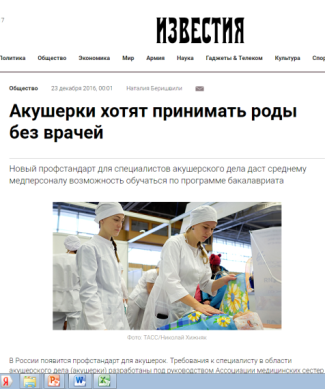 7
ИЗВЕСТИЯ
Политика Общество Экономика Мир Армия Наука Гаджеты & Телеком Культура Спор
Общество 23 декабря 2016, 00:01 Наталия Беришвили
Акушерки хотят принимать роды
без врачей
Новый профстандарт для специалистов акушерского дела даст среднему
медперсоналу возможность обучаться по программе бакалавриата
Фото: ТАСС/Николай Хижняк
В России появится профстандарт для акушерок. Требования к специалисту в области
акушерского дела (акушерки) разработаны под руководством Ассоциации медицинских сестер
Я P W X